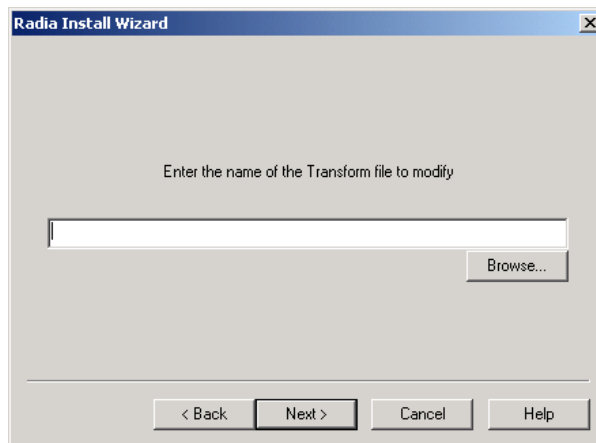 Radia Install Wizard
Enter the name of the Transform file to modify
Browse...
< Back Next > Cancel Help